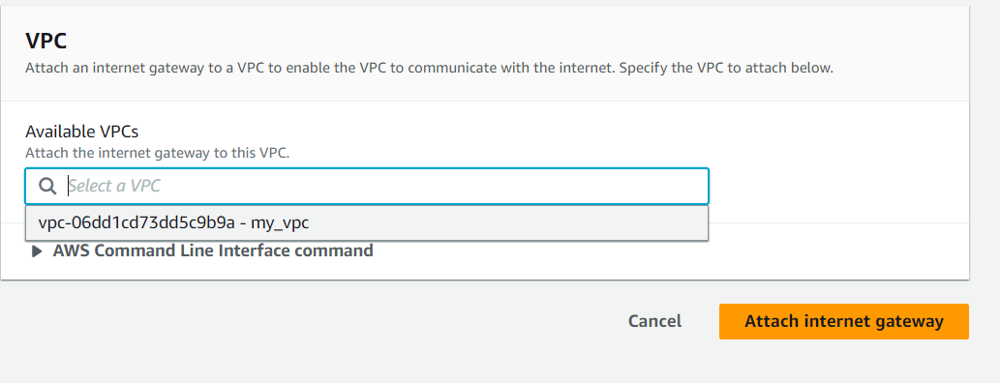 VPC
Attach an internet gateway to a VPC to enable the VPC to communicate with the internet. Specify the VPC to attach below.
Available VPCs
Attach the internet gateway to this VPC.
Select a VPC
vpc-06dd1cd73dd5c9b9a - my_vpc
AWS Command Line Interface command
Cancel
Attach internet gateway